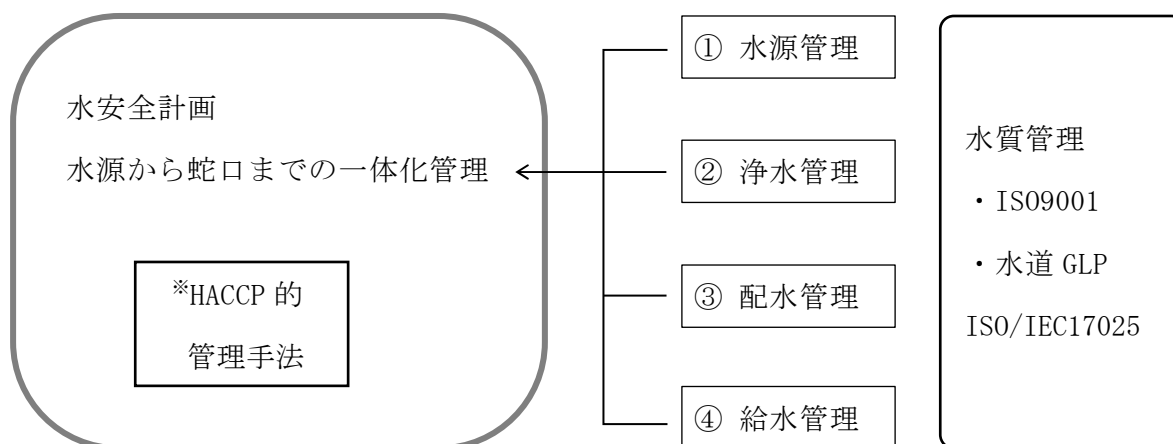 水安全計画
水源から蛇口までの一体化管理
※HACCP的
管理手法
① 水源管理
② 浄水管理
③ 配水管理
④ 給水管理
水質管理
・ISO9001
・水道GLP
ISO/IEC17025